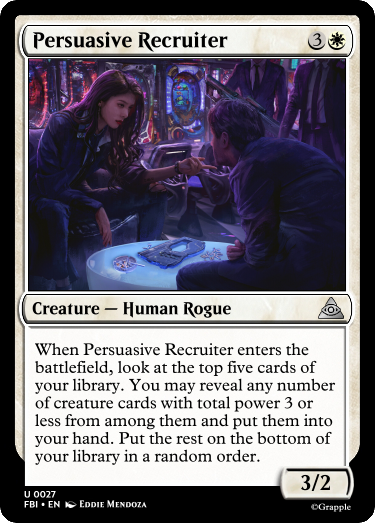 Persuasive Recruiter 3
Creature — Human Rogue
When Persuasive Recruiter enters the
battlefield, look at the top five cards of
your library. You may reveal any number
of creature cards with total power 3 or
less from among them and put them into
your hand. Put the rest on the bottom of
your library in a random order.
3/2
U 0027
FBI • EN Eddie Mendoza
©Grapple